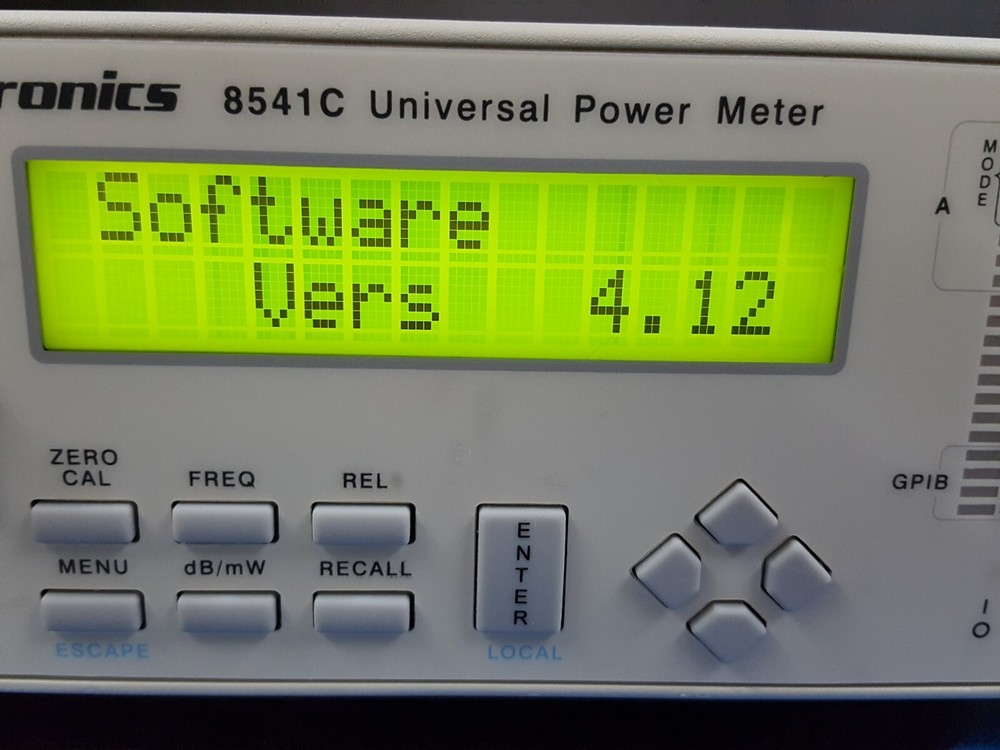 ronics 8541C Universal Power Meter
Software
Vers 4.12
MODE
A
ZERO
CAL
FREQ
REL
ENTER
GPIB
MENU
dB/mW
RECALL
ESCAPE
LOCAL
I
O